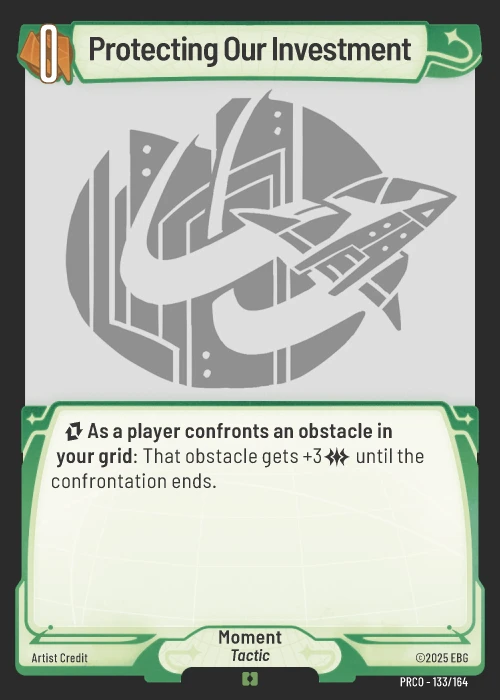 0
Protecting Our Investment
As a player confronts an obstacle in
your grid: That obstacle gets +3 until the
confrontation ends.
Moment
Tactic
Artist Credit
©2025 EBG
PRCO - 133/164